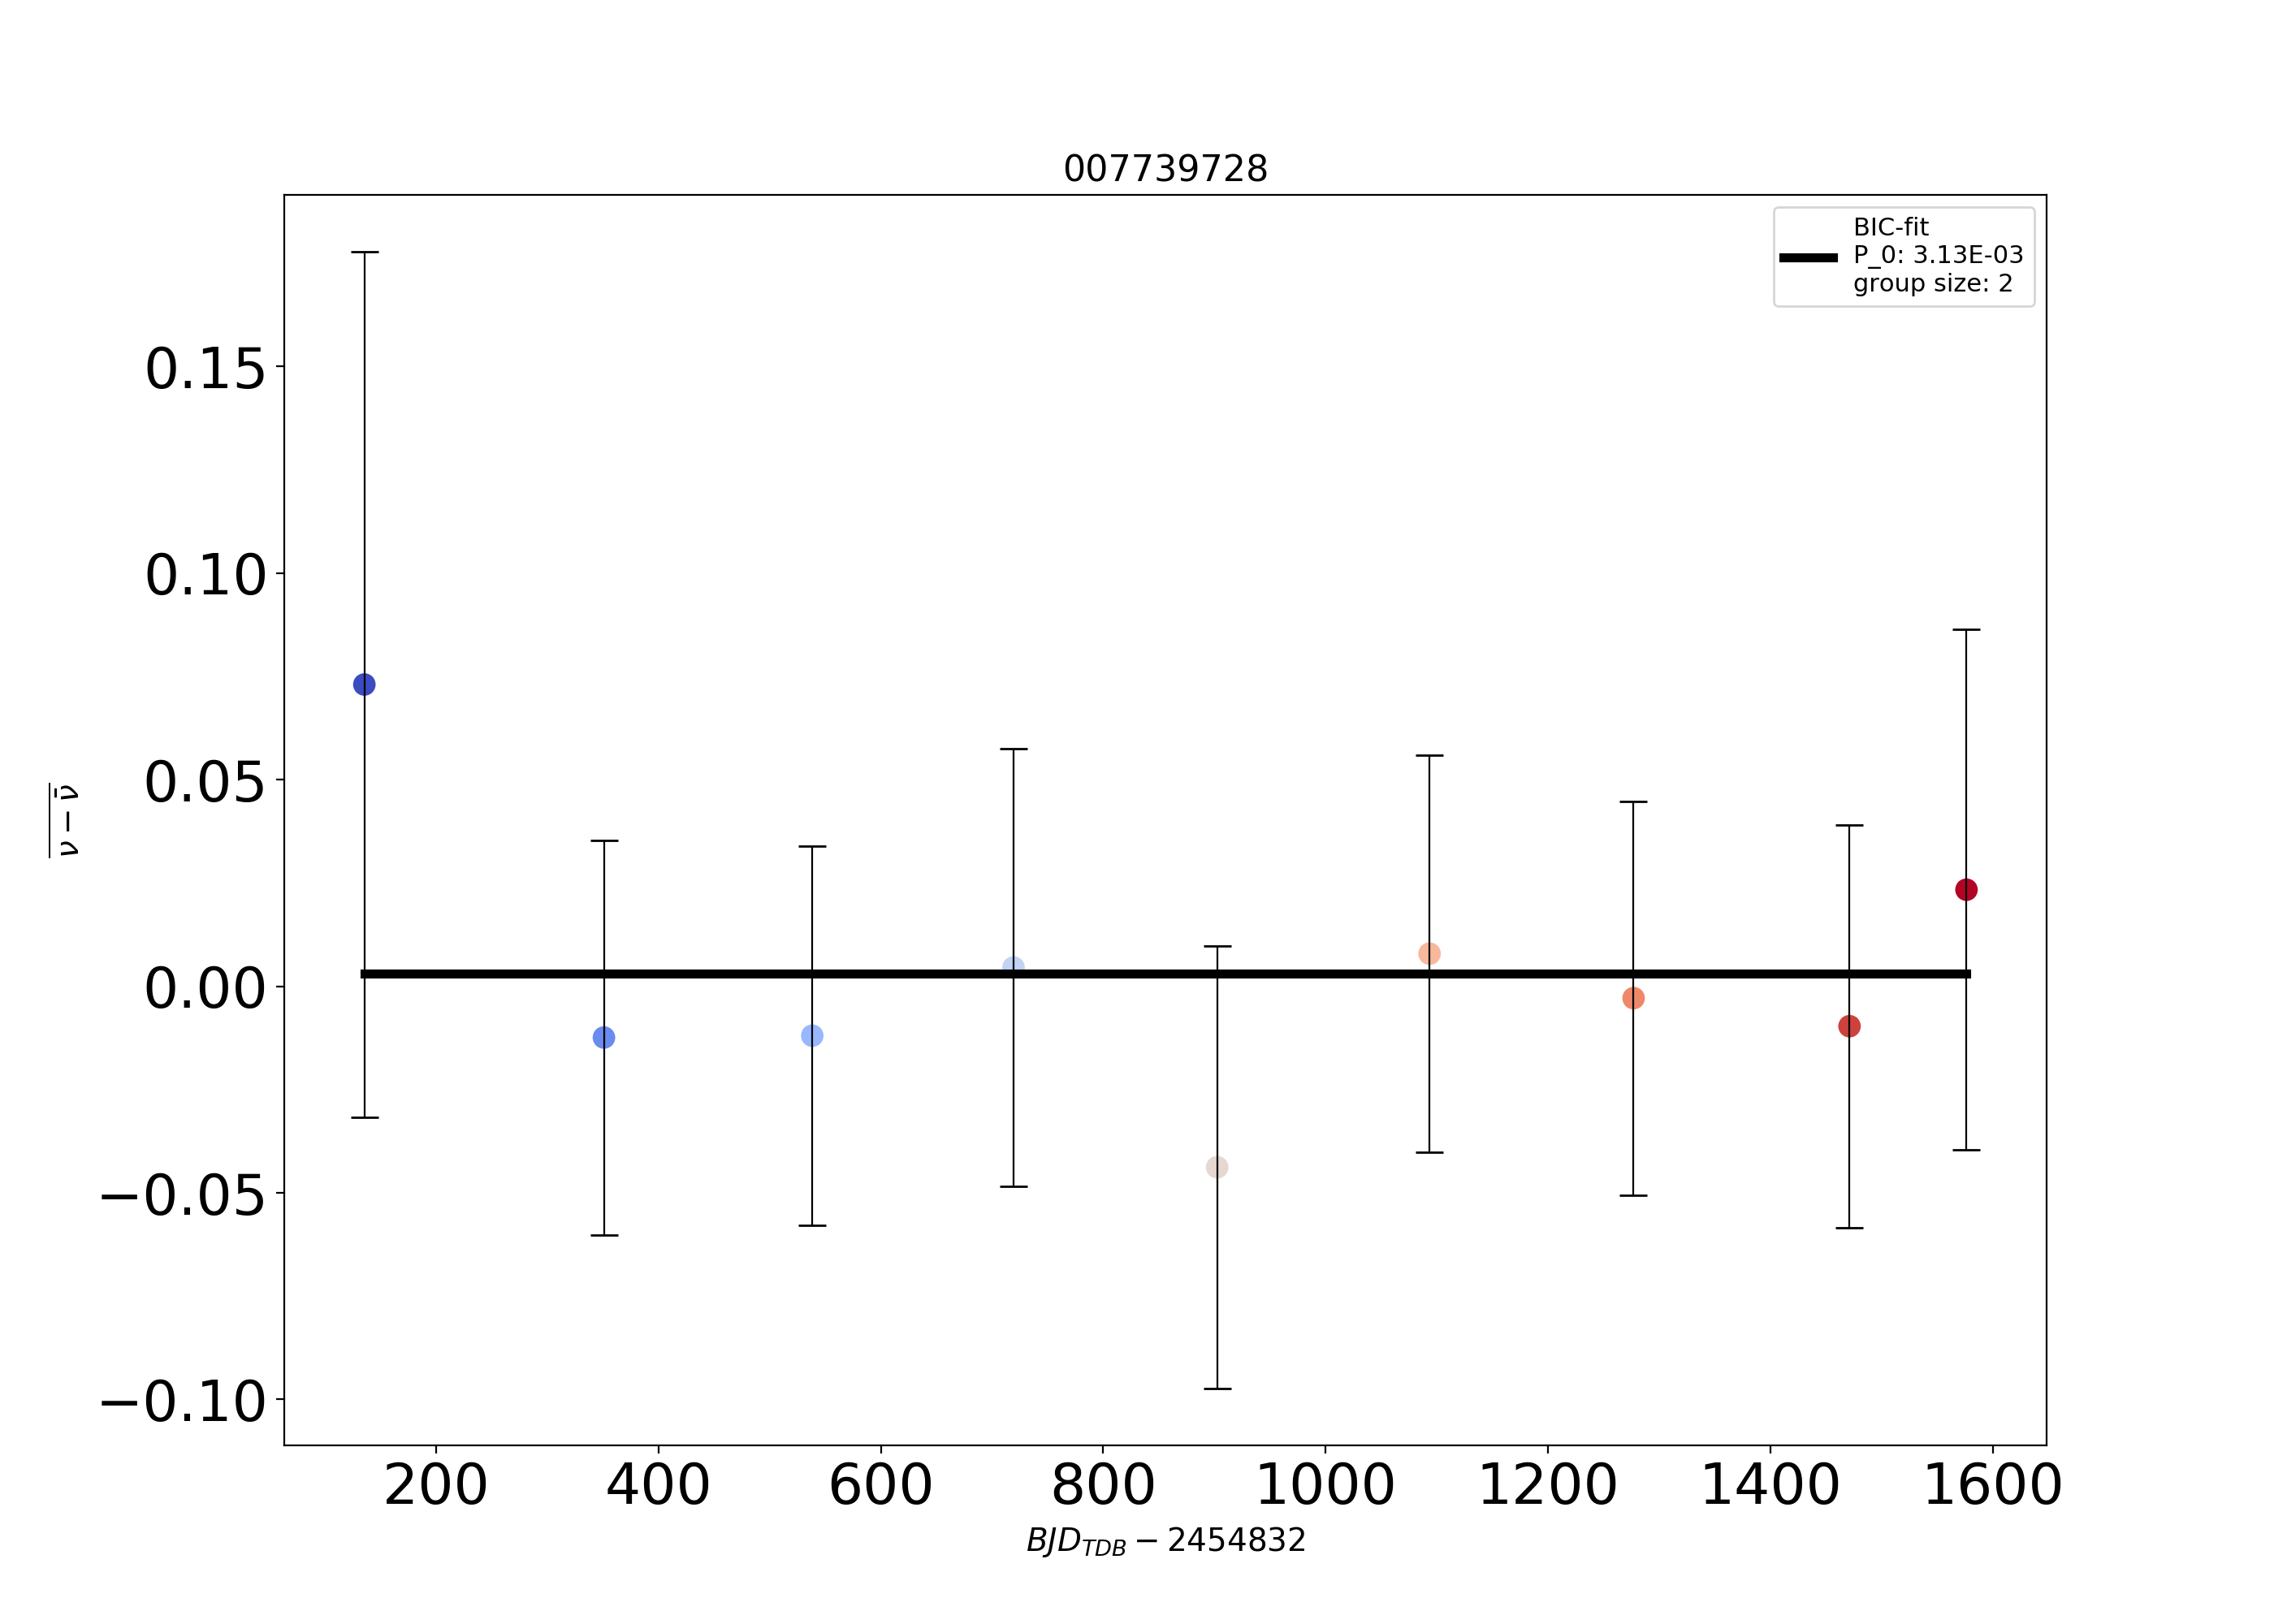 007739728
BIC-fit
P_0: 3.13E-03
group size: 2
0.15
0.10
0.05
0.00
−0.05
−0.10
ν − ν̄
200 400 600 800 1000 1200 1400 1600
BJD_TDB − 2454832